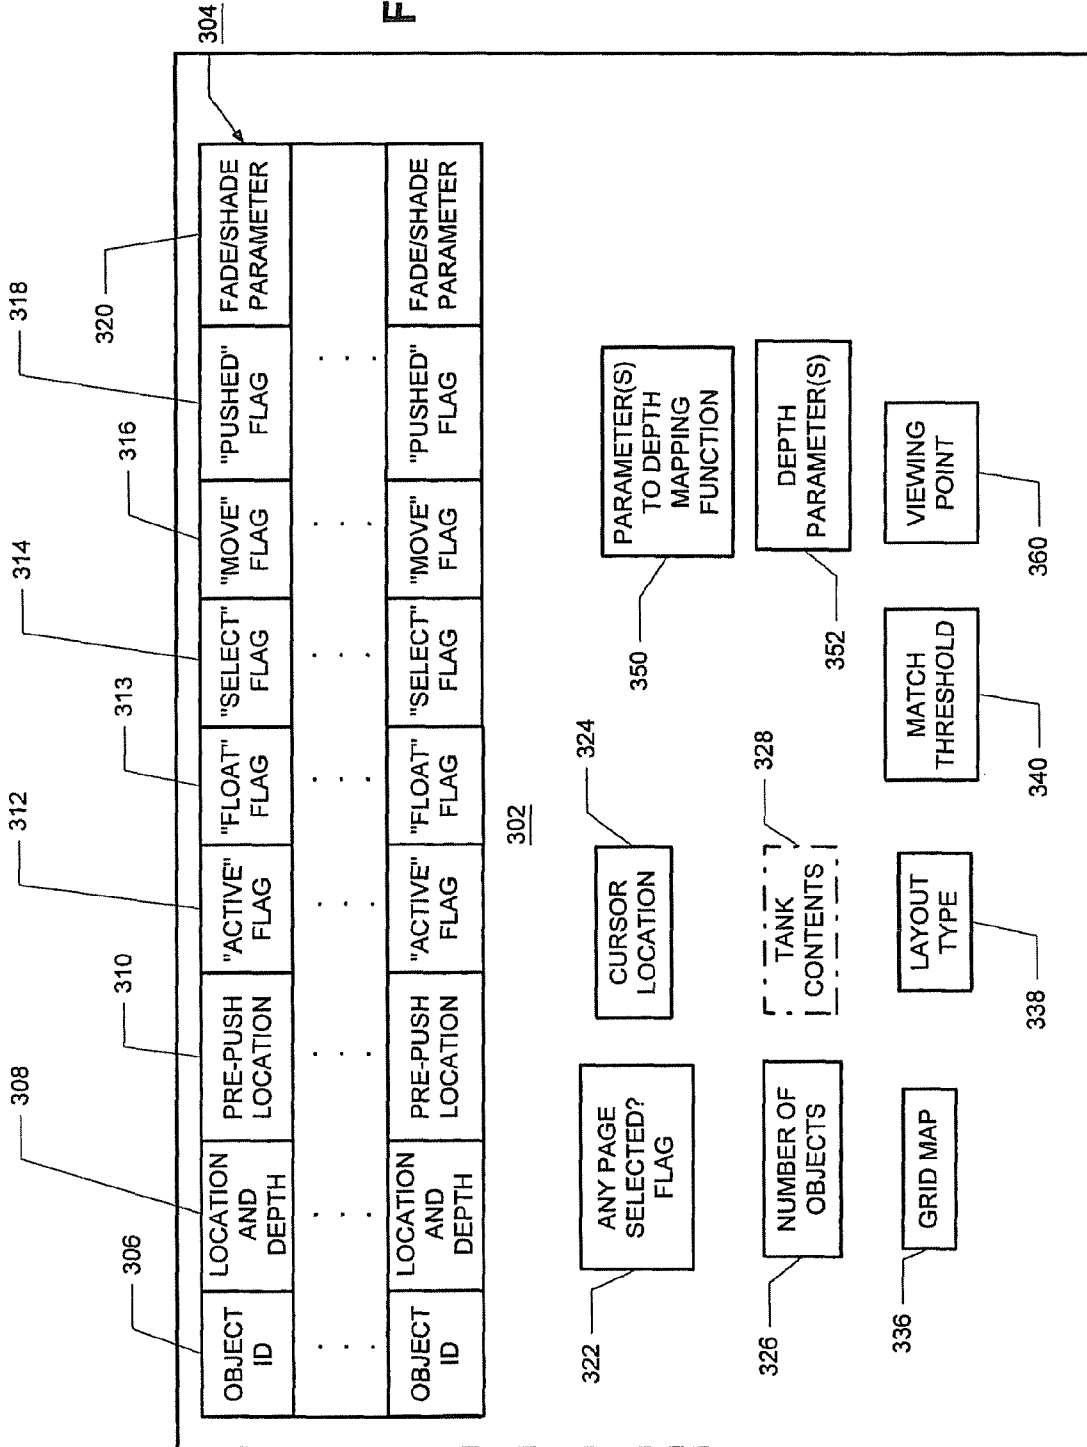 F
304
306
308
310
312
313
314
316
318
320
OBJECT
ID
LOCATION
AND
DEPTH
PRE-PUSH
LOCATION
"ACTIVE"
FLAG
"FLOAT"
FLAG
"SELECT"
FLAG
"MOVE"
FLAG
"PUSHED"
FLAG
FADE/SHADE
PARAMETER
. . .
. . .
. . .
. . .
. . .
. . .
. . .
. . .
OBJECT
ID
LOCATION
AND
DEPTH
PRE-PUSH
LOCATION
"ACTIVE"
FLAG
"FLOAT"
FLAG
"SELECT"
FLAG
"MOVE"
FLAG
"PUSHED"
FLAG
FADE/SHADE
PARAMETER
302
322
ANY PAGE
SELECTED?
FLAG
324
CURSOR
LOCATION
350
PARAMETER(S)
TO DEPTH
MAPPING
FUNCTION
326
NUMBER OF
OBJECTS
328
TANK
CONTENTS
352
DEPTH
PARAMETER(S)
336
GRID MAP
338
LAYOUT
TYPE
340
MATCH
THRESHOLD
360
VIEWING
POINT